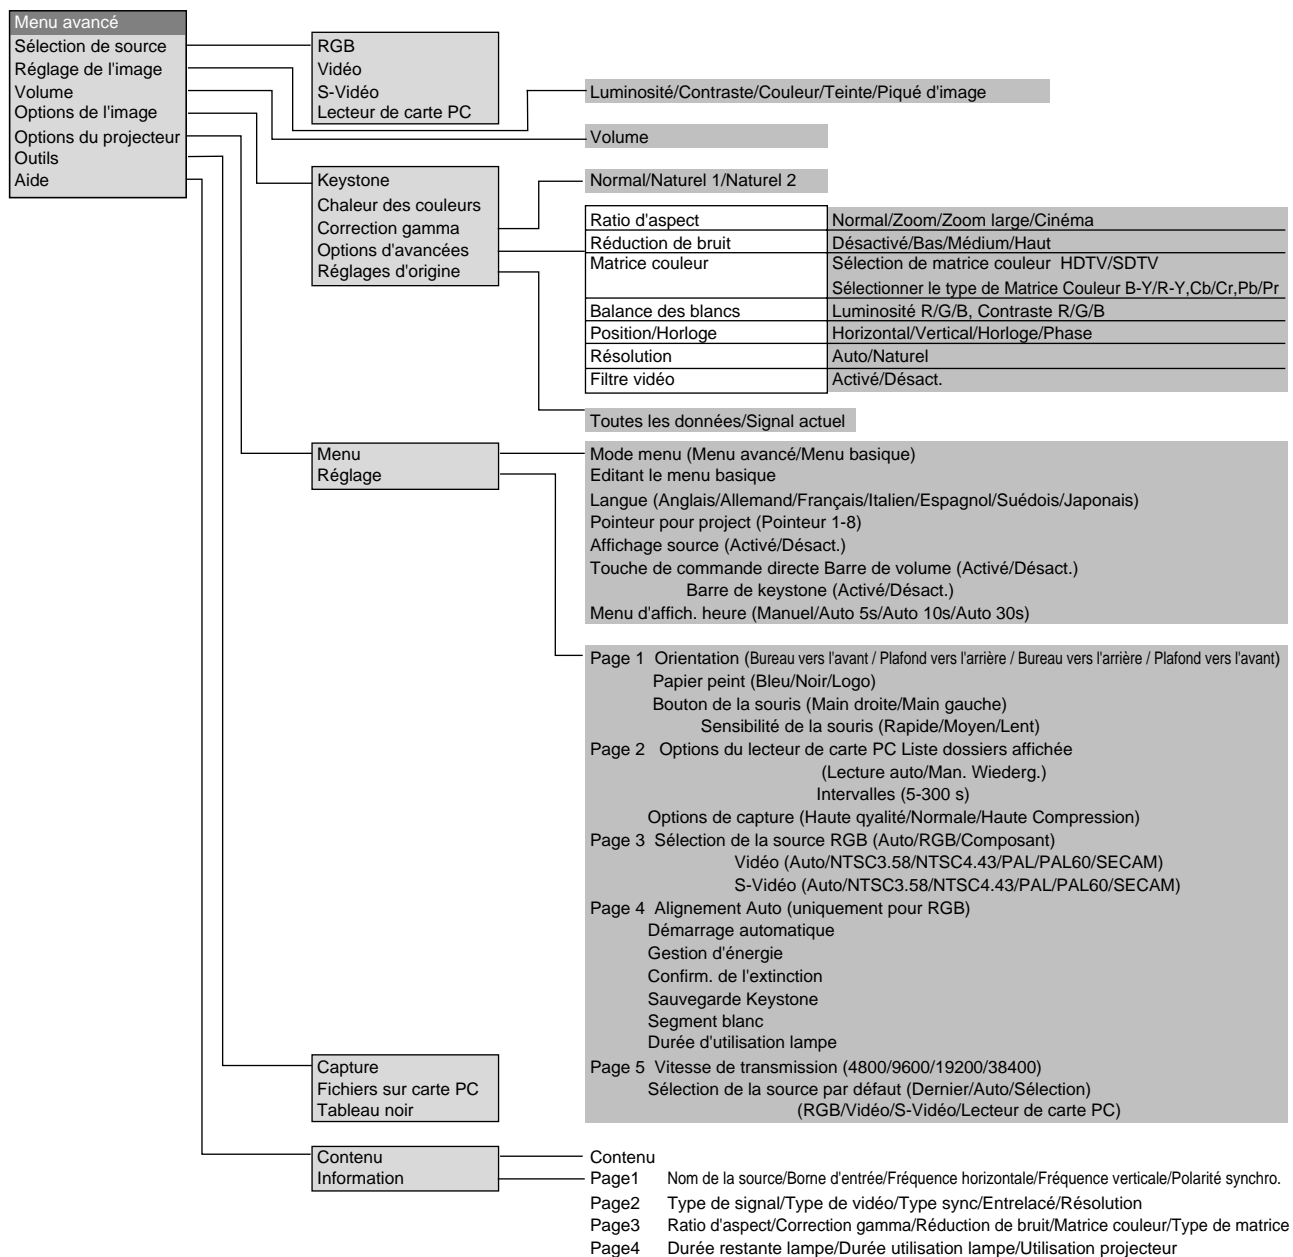 Menu avancé
Sélection de source
Réglage de l'image
Volume
Options de l'image
Options du projecteur
Outils
Aide
RGB
Vidéo
S-Vidéo
Lecteur de carte PC
Luminosité/Contraste/Couleur/Teinte/Piqué d'image
Volume
Keystone
Chaleur des couleurs
Correction gamma
Options d'avancées
Réglages d'origine
Normal/Naturel 1/Naturel 2
Ratio d'aspect Normal/Zoom/Zoom large/Cinéma
Réduction de bruit Désactivé/Bas/Médium/Haut
Matrice couleur Sélection de matrice couleur HDTV/SDTV
Sélectionner le type de Matrice Couleur B-Y/R-Y,Cb/Cr,Pb/Pr
Balance des blancs Luminosité R/G/B, Contraste R/G/B
Position/Horloge Horizontal/Vertical/Horloge/Phase
Résolution Auto/Naturel
Filtre vidéo Activé/Désact.
Toutes les données/Signal actuel
Menu
Réglage
Mode menu (Menu avancé/Menu basique)
Editant le menu basique
Langue (Anglais/Allemand/Français/Italien/Espagnol/Suédois/Japonais)
Pointeur pour project (Pointeur 1-8)
Affichage source (Activé/Désact.)
Touche de commande directe Barre de volume (Activé/Désact.)
Barre de keystone (Activé/Désact.)
Menu d'affich. heure (Manuel/Auto 5s/Auto 10s/Auto 30s)
Page 1 Orientation (Bureau vers l'avant / Plafond vers l'arrière / Bureau vers l'arrière / Plafond vers l'avant)
Papier peint (Bleu/Noir/Logo)
Bouton de la souris (Main droite/Main gauche)
Sensibilité de la souris (Rapide/Moyen/Lent)
Page 2 Options du lecteur de carte PC Liste dossiers affichée
(Lecture auto/Man. Wiederg.)
Intervalles (5-300 s)
Options de capture (Haute qyalité/Normale/Haute Compression)
Page 3 Sélection de la source RGB (Auto/RGB/Composant)
Vidéo (Auto/NTSC3.58/NTSC4.43/PAL/PAL60/SECAM)
S-Vidéo (Auto/NTSC3.58/NTSC4.43/PAL/PAL60/SECAM)
Page 4 Alignement Auto (uniquement pour RGB)
Démarrage automatique
Gestion d'énergie
Confirm. de l'extinction
Sauvegarde Keystone
Segment blanc
Durée d'utilisation lampe
Page 5 Vitesse de transmission (4800/9600/19200/38400)
Sélection de la source par défaut (Dernier/Auto/Sélection)
(RGB/Vidéo/S-Vidéo/Lecteur de carte PC)
Capture
Fichiers sur carte PC
Tableau noir
Contenu
Information
Contenu
Page1 Nom de la source/Borne d'entrée/Fréquence horizontale/Fréquence verticale/Polarité synchro.
Page2 Type de signal/Type de vidéo/Type sync/Entrelacé/Résolution
Page3 Ratio d'aspect/Correction gamma/Réduction de bruit/Matrice couleur/Type de matrice
Page4 Durée restante lampe/Durée utilisation lampe/Utilisation projecteur